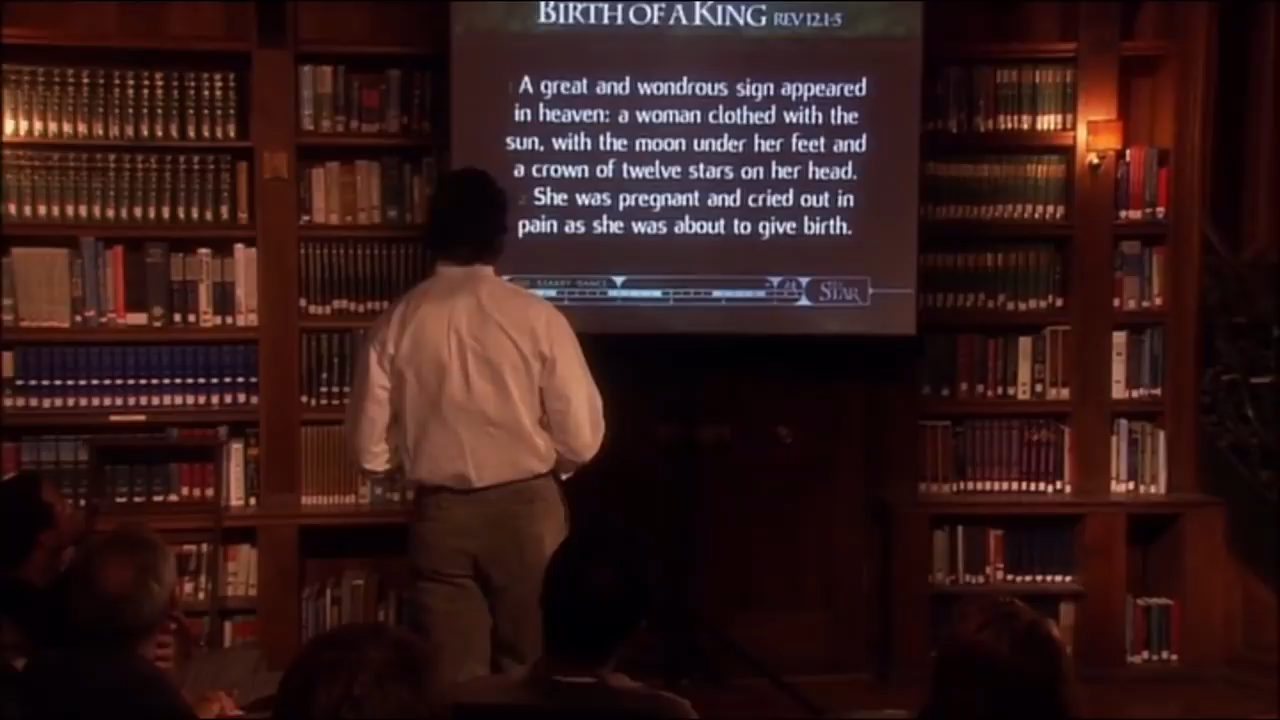 BIRTH OF A KING REV 12.1-5
A great and wondrous sign appeared
in heaven: a woman clothed with the
sun, with the moon under her feet and
a crown of twelve stars on her head.
She was pregnant and cried out in
pain as she was about to give birth.
STARRY DANCE
STAR